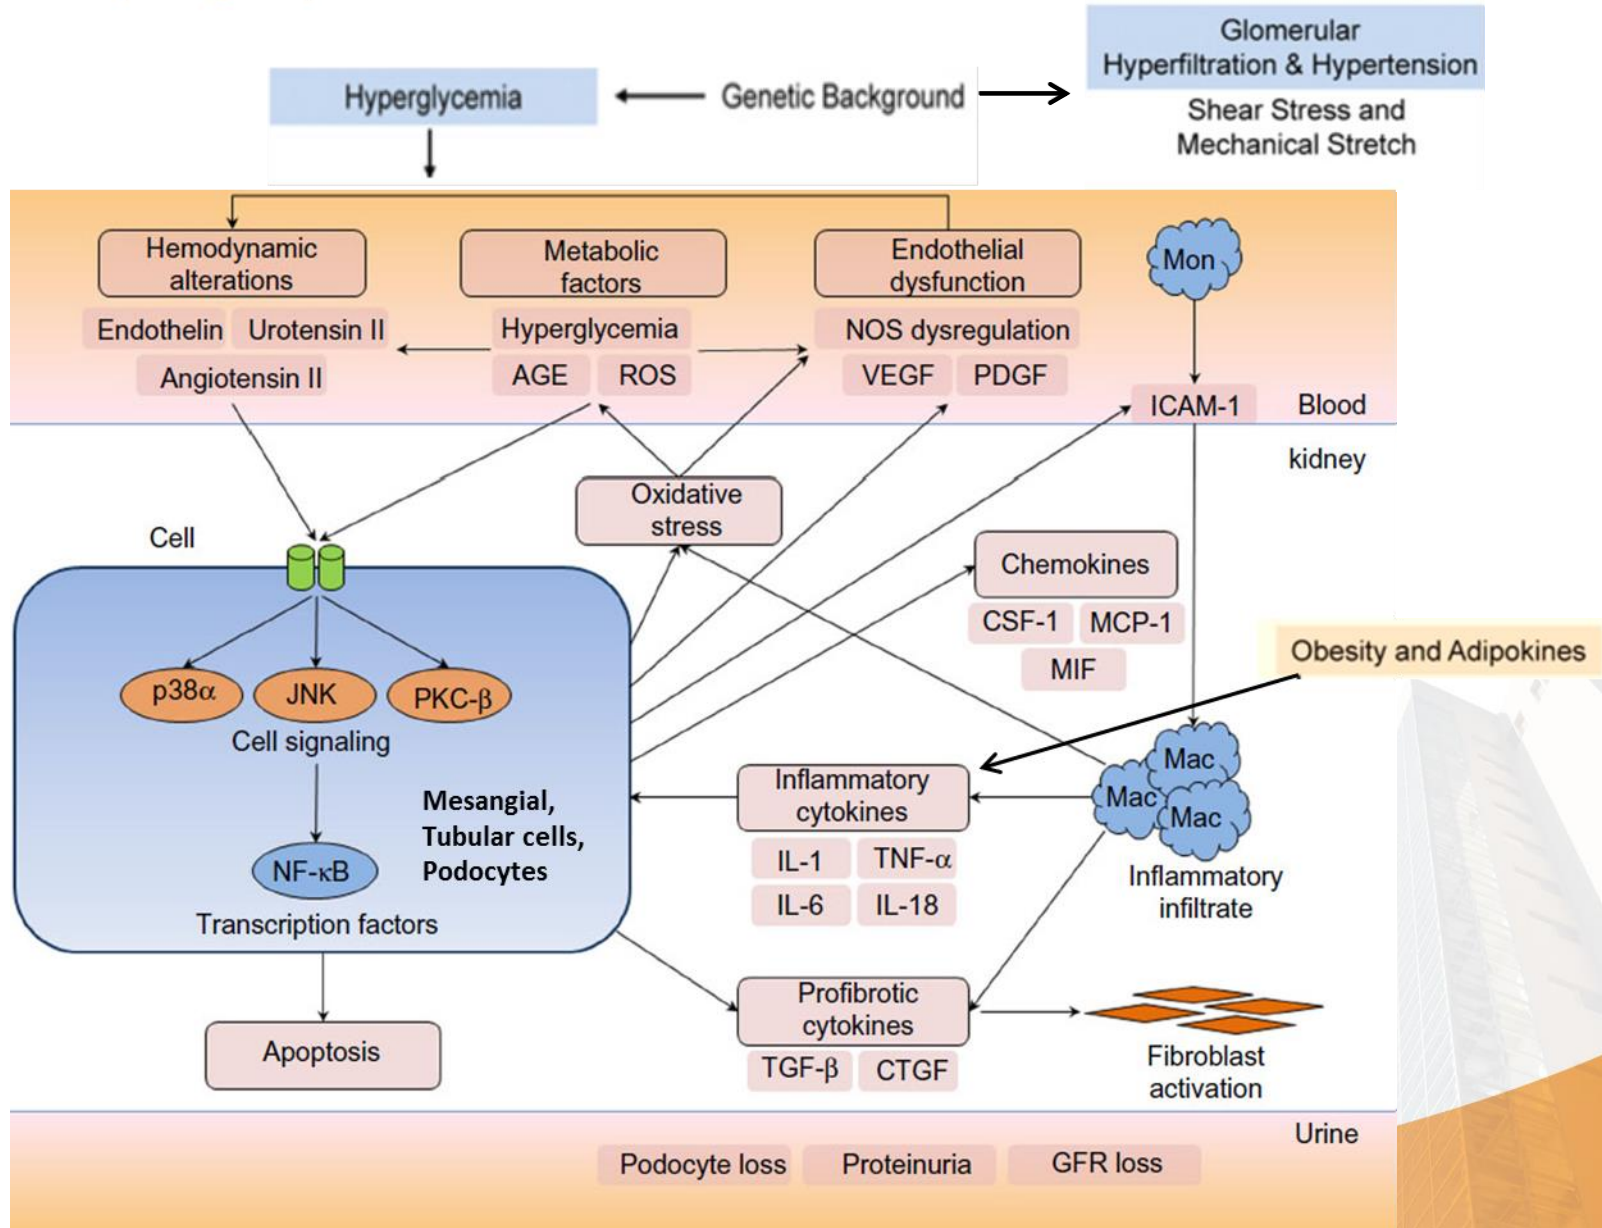 Glomerular
Hyperfiltration & Hypertension
Hyperglycemia
Genetic Background
Shear Stress and
Mechanical Stretch
Hemodynamic
alterations
Metabolic
factors
Endothelial
dysfunction
Mon
Endothelin
Urotensin II
Hyperglycemia
NOS dysregulation
Angiotensin II
AGE
ROS
VEGF
PDGF
ICAM-1
Blood
kidney
Oxidative
stress
Cell
Chemokines
CSF-1
MCP-1
MIF
Obesity and Adipokines
p38α
JNK
PKC-β
Cell signaling
Mesangial,
Tubular cells,
Podocytes
NF-κB
Transcription factors
Inflammatory
cytokines
IL-1
TNF-α
IL-6
IL-18
Mac
Mac
Mac
Inflammatory
infiltrate
Apoptosis
Profibrotic
cytokines
TGF-β
CTGF
Fibroblast
activation
Urine
Podocyte loss
Proteinuria
GFR loss